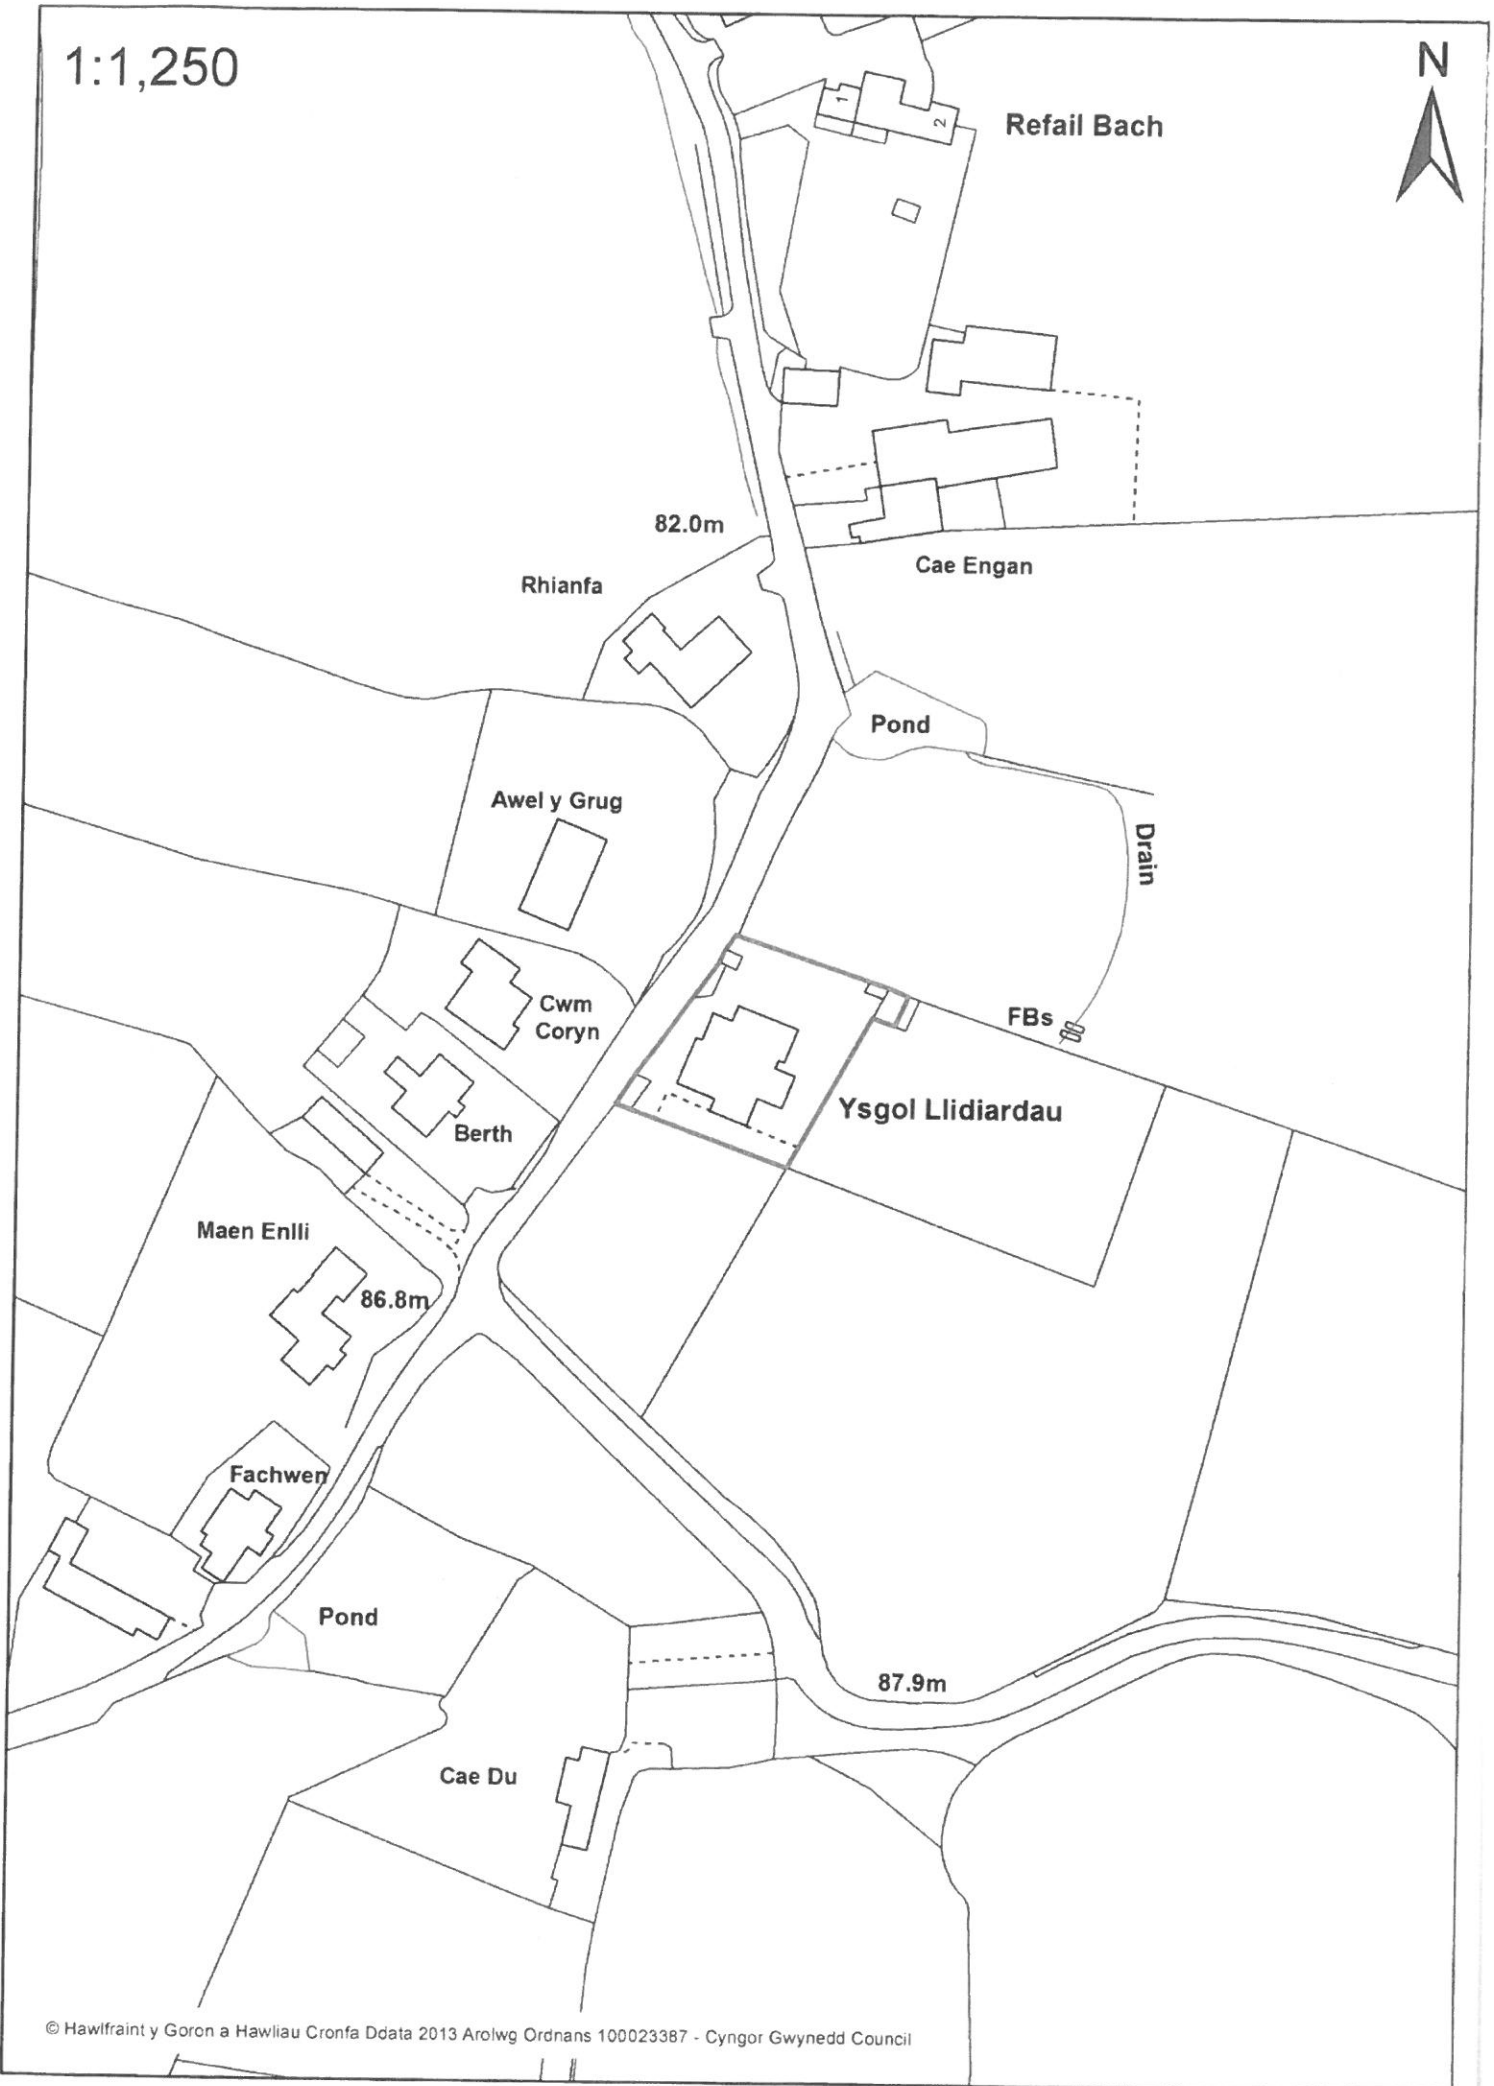 1:1,250
N
1
2
Refail Bach
82.0m
Cae Engan
Rhianfa
Pond
Awel y Grug
Drain
Cwm
Coryn
FBs
Ysgol Llidiardau
Berth
Maen Enlli
86.8m
Fachwen
Pond
87.9m
Cae Du
© Hawlfraint y Goron a Hawliau Cronfa Ddata 2013 Arolwg Ordnans 100023387 - Cyngor Gwynedd Council